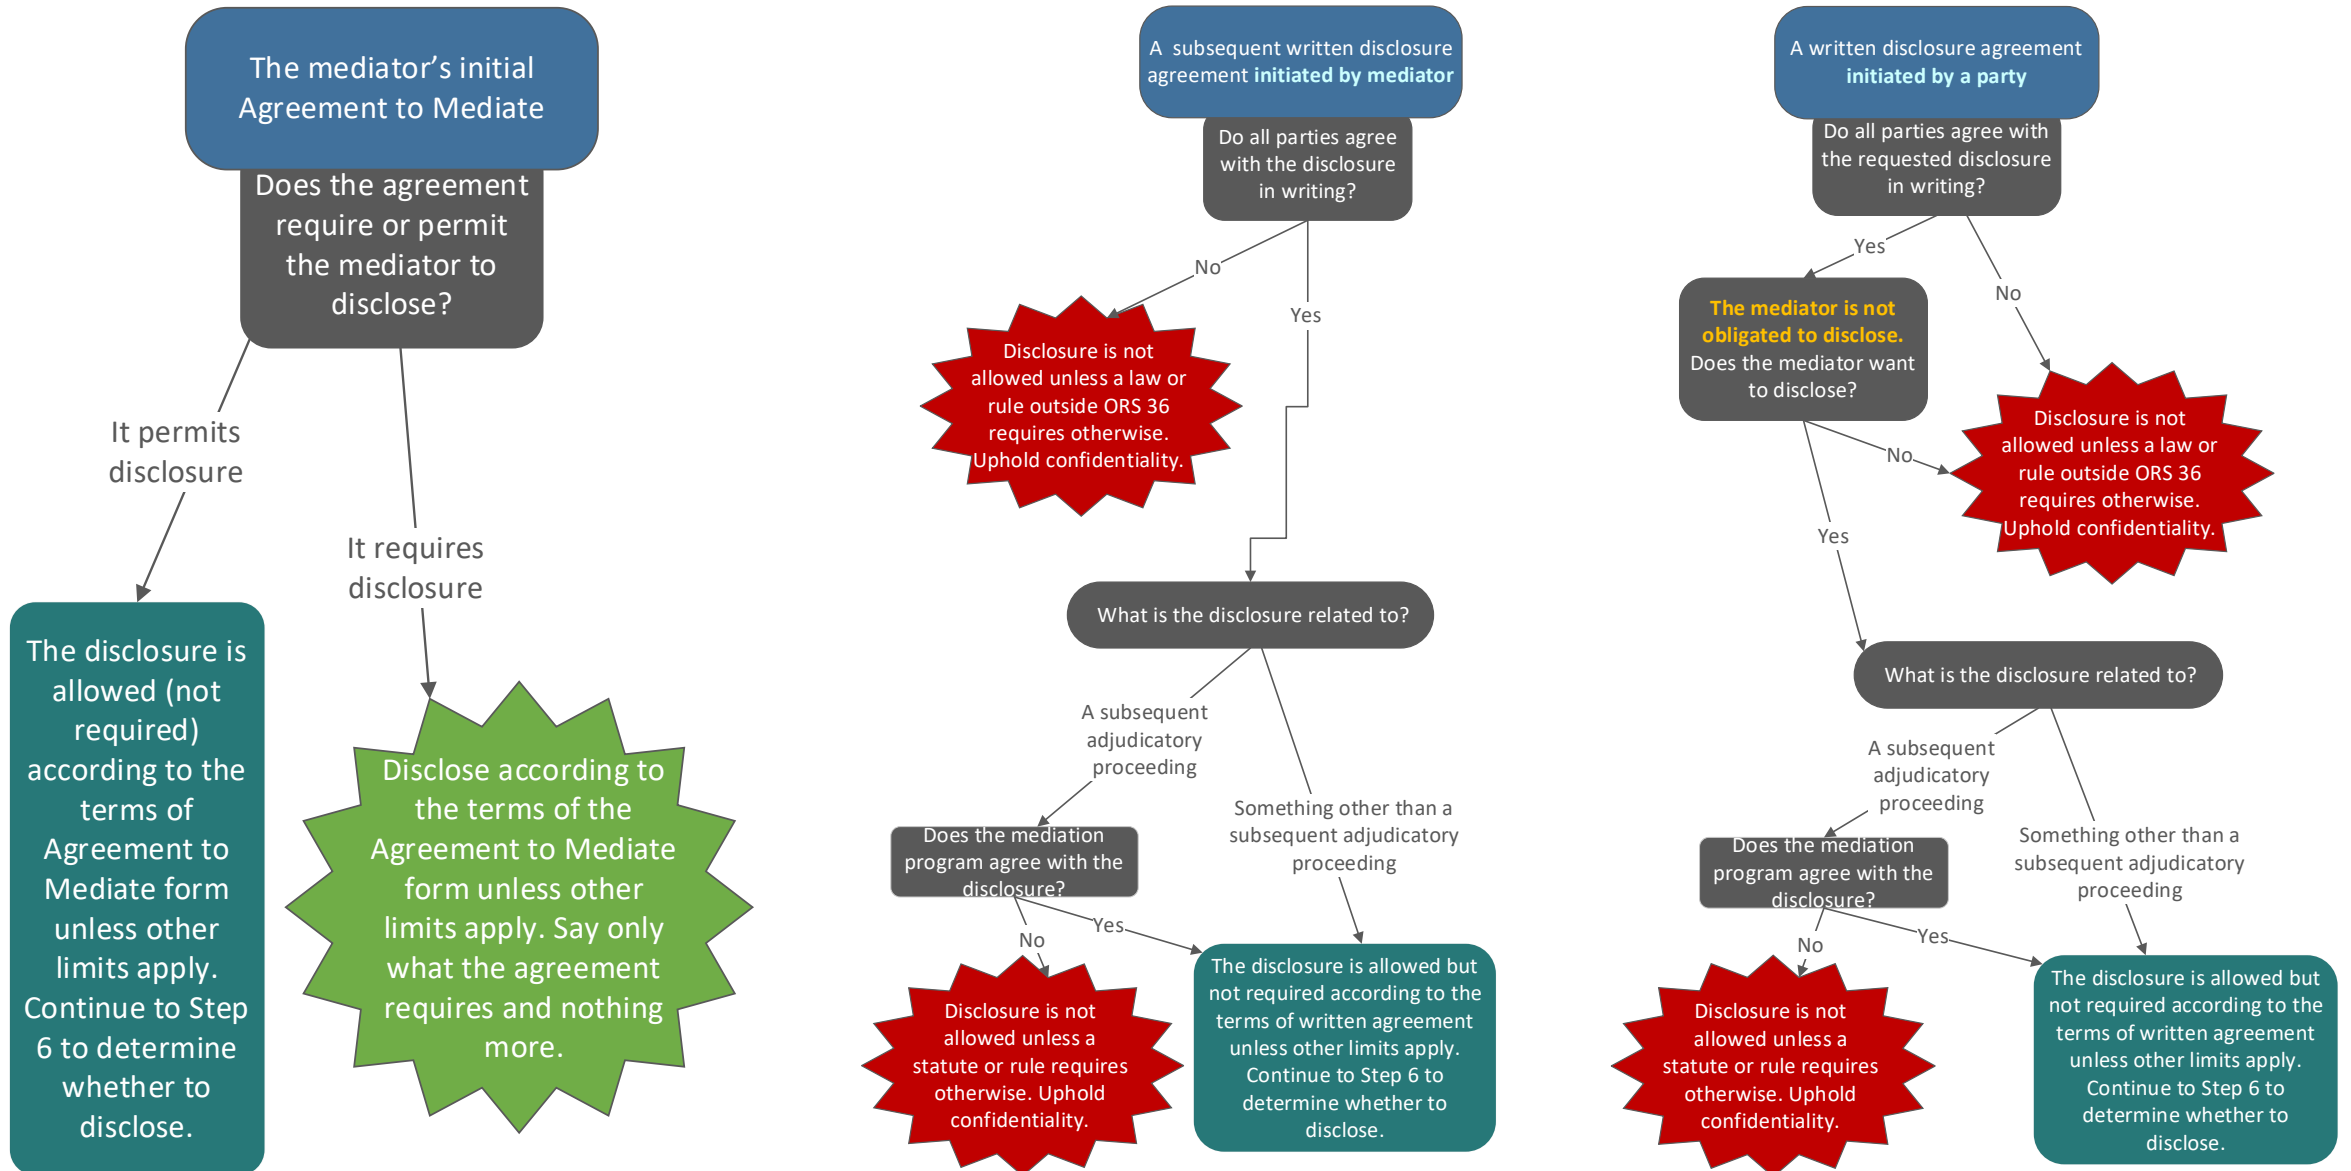 The mediator’s initial
Agreement to Mediate
Does the agreement
require or permit
the mediator to
disclose?
It permits
disclosure
It requires
disclosure
The disclosure is
allowed (not
required)
according to the
terms of
Agreement to
Mediate form
unless other
limits apply.
Continue to Step
6 to determine
whether to
disclose.
Disclose according to
the terms of the
Agreement to Mediate
form unless other
limits apply. Say only
what the agreement
requires and nothing
more.
A subsequent written disclosure
agreement initiated by mediator
Do all parties agree
with the disclosure
in writing?
No
Yes
Disclosure is not
allowed unless a law or
rule outside ORS 36
requires otherwise.
Uphold confidentiality.
What is the disclosure related to?
A subsequent
adjudicatory
proceeding
Something other than a
subsequent adjudicatory
proceeding
Does the mediation
program agree with the
disclosure?
No
Yes
Disclosure is not
allowed unless a
statute or rule requires
otherwise. Uphold
confidentiality.
The disclosure is allowed but
not required according to the
terms of written agreement
unless other limits apply.
Continue to Step 6 to
determine whether to
disclose.
A written disclosure agreement
initiated by a party
Do all parties agree with
the requested disclosure
in writing?
Yes
No
The mediator is not
obligated to disclose.
Does the mediator want
to disclose?
No
Yes
Disclosure is not
allowed unless a law or
rule outside ORS 36
requires otherwise.
Uphold confidentiality.
What is the disclosure related to?
A subsequent
adjudicatory
proceeding
Something other than a
subsequent adjudicatory
proceeding
Does the mediation
program agree with the
disclosure?
No
Yes
Disclosure is not
allowed unless a
statute or rule requires
otherwise. Uphold
confidentiality.
The disclosure is allowed but
not required according to the
terms of written agreement
unless other limits apply.
Continue to Step 6 to
determine whether to
disclose.